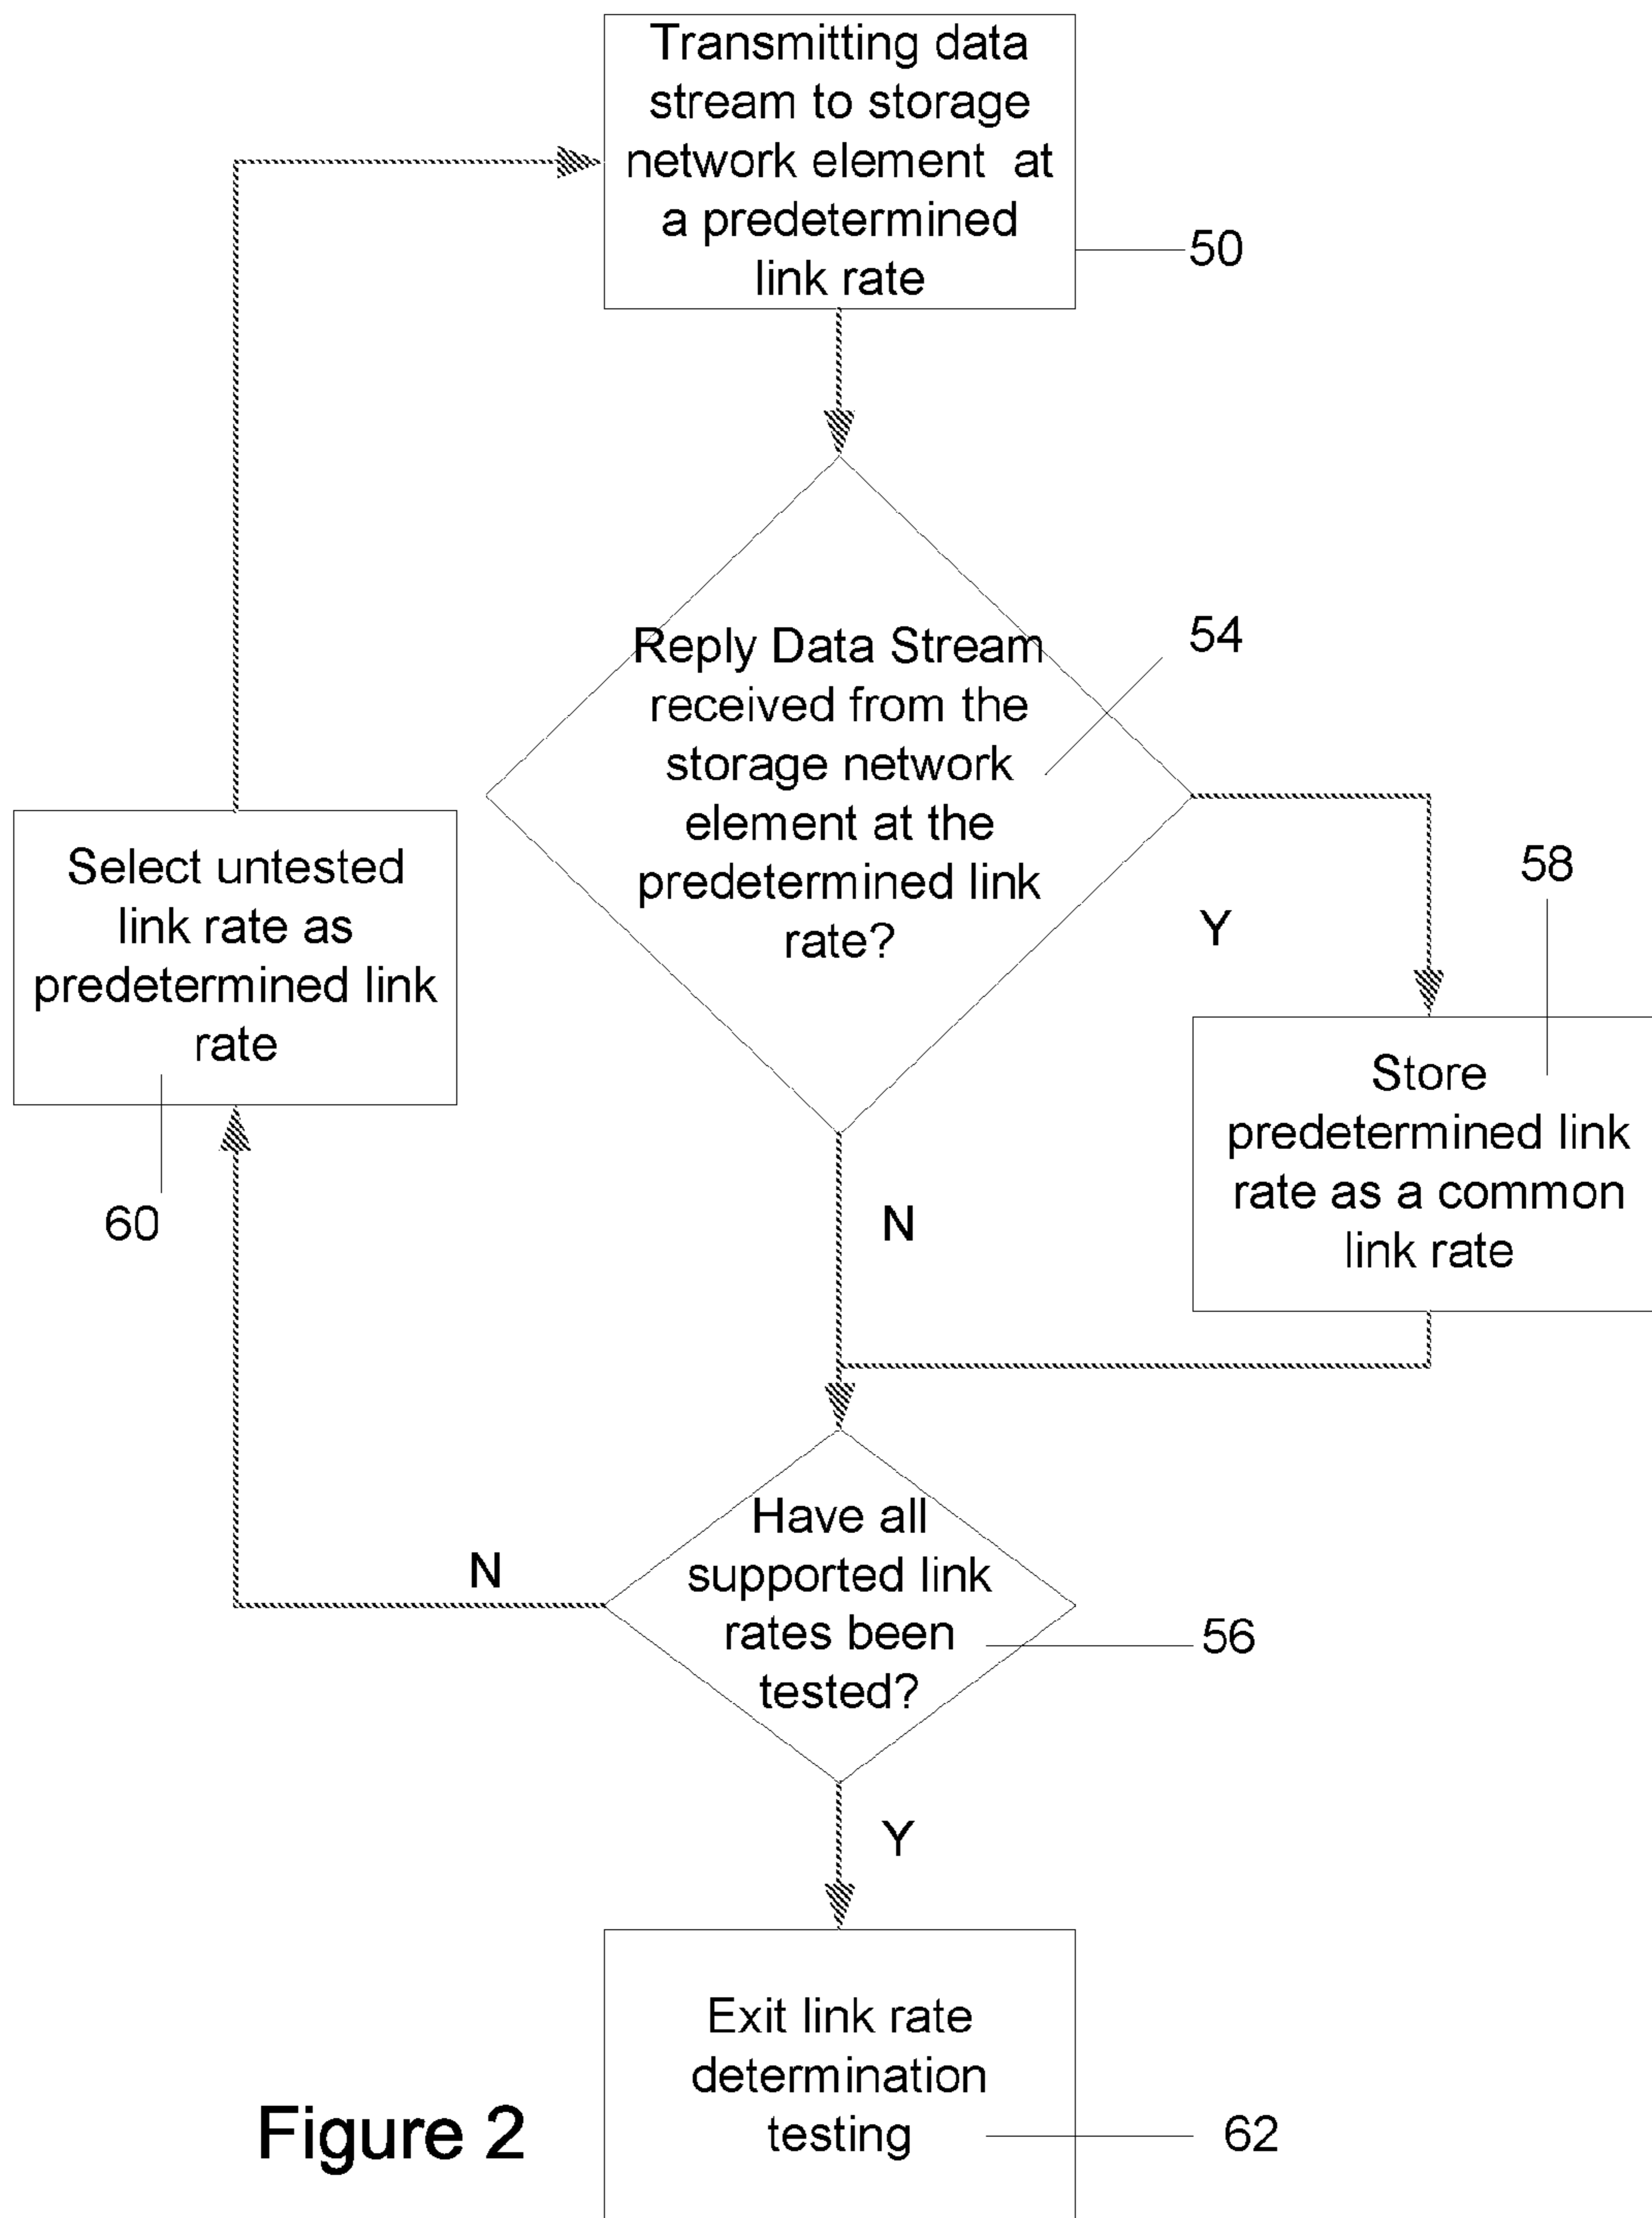 Transmitting data
stream to storage
network element at
a predetermined
link rate
50
Reply Data Stream
received from the
storage network
element at the
predetermined link
rate?
54
Y
58
Store
predetermined link
rate as a common
link rate
Select untested
link rate as
predetermined link
rate
60
N
Have all
supported link
rates been
tested?
N
56
Y
Exit link rate
determination
testing
62
Figure 2